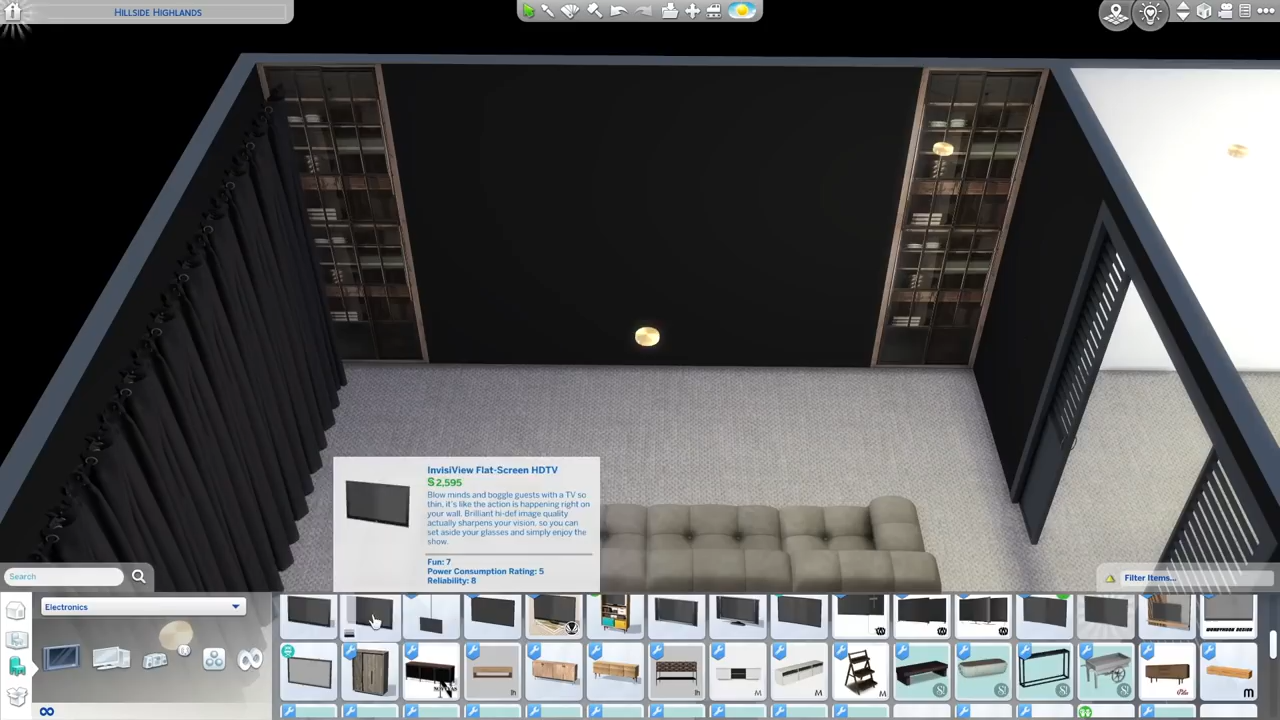 HILLSIDE HIGHLANDS
InvisiView Flat-Screen HDTV
§2,595
Blow minds and boggle guests with a TV so
thin, it's like the action is happening right on
your wall. Brilliant hi-def image quality
actually sharpens your vision, so you can
set aside your glasses and simply enjoy the
show.
Fun: 7
Power Consumption Rating: 5
Reliability: 8
Search
Filter Items...
Electronics